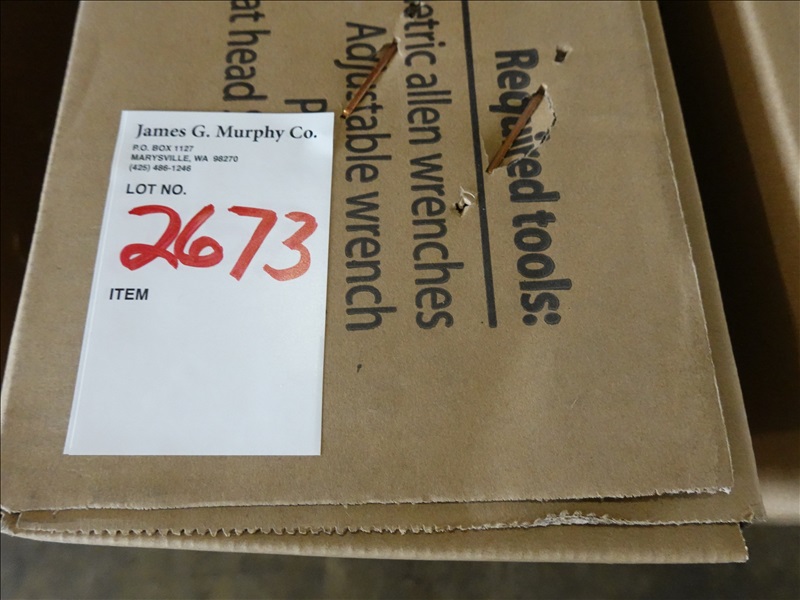 James G. Murphy Co.
P.O. BOX 1127
MARYSVILLE, WA 98270
(425) 486-1246
LOT NO.
2673
ITEM
Required tools:
etric allen wrenches
Adjustable wrench
P
at head